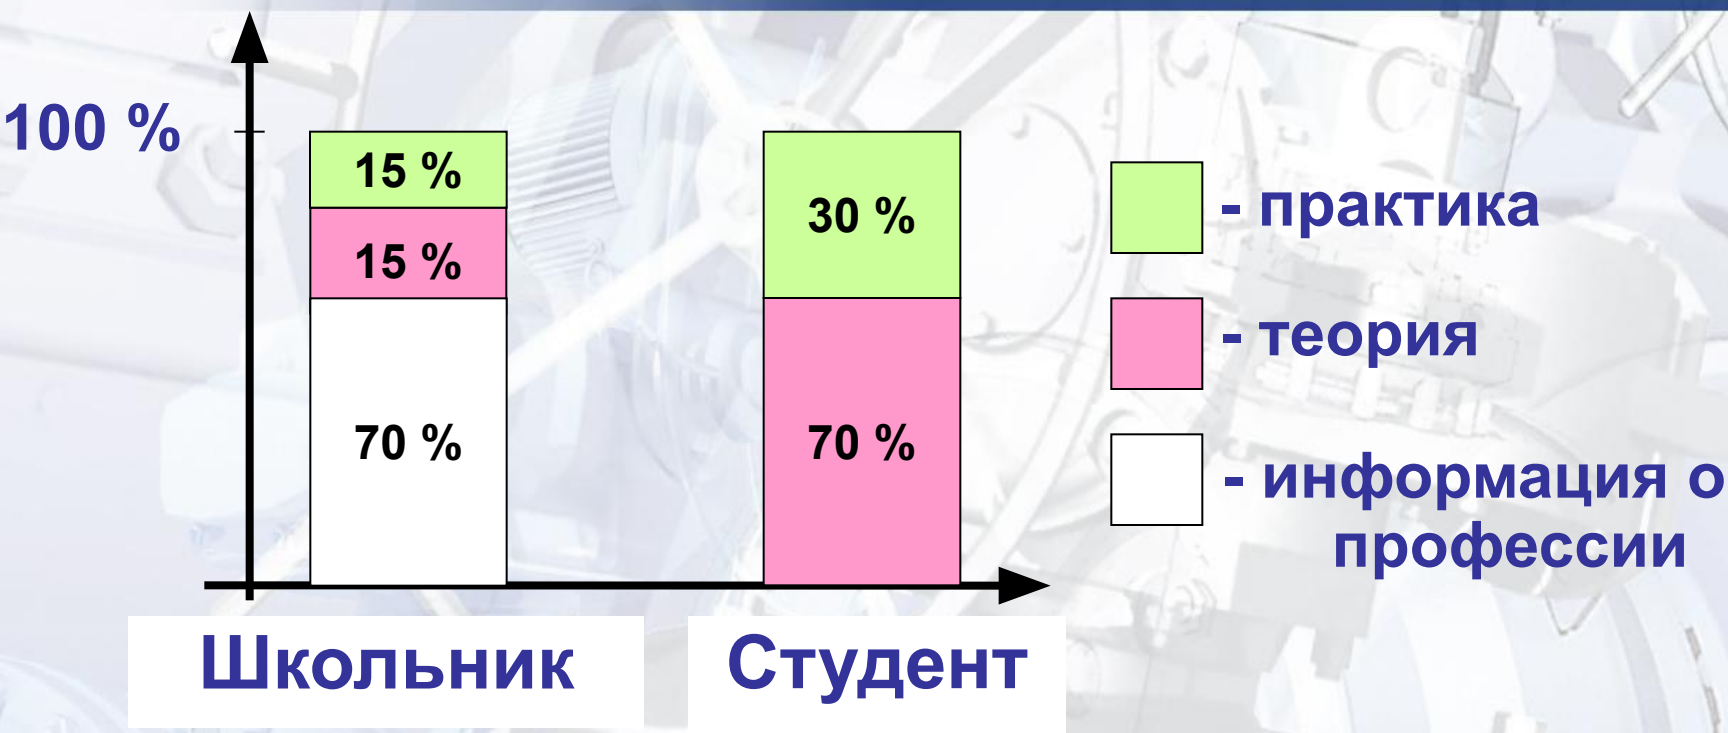 100 %
15 %
15 %
70 %
30 %
70 %
- практика
- теория
- информация о
профессии
Школьник
Студент